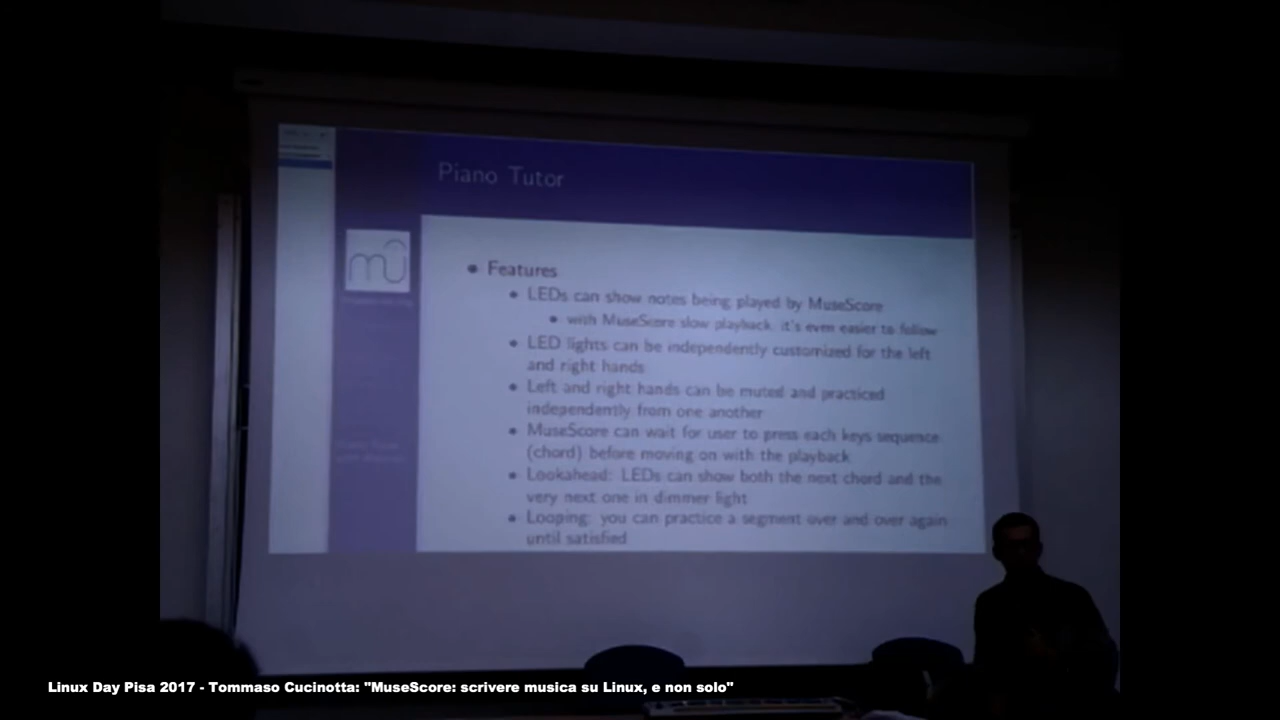 Piano Tutor
Features
LEDs can show notes being played by MuseScore
with MuseScore slow playback it's even easier to follow
LED lights can be independently customized for the left
and right hands
Left and right hands can be muted and practiced
independently from one another
MuseScore can wait for user to press each keys sequence
(chord) before moving on with the playback
Lookahead: LEDs can show both the next chord and the
very next one in dimmer light
Looping: you can practice a segment over and over again
until satisfied
Linux Day Pisa 2017 - Tommaso Cucinotta: "MuseScore: scrivere musica su Linux, e non solo"